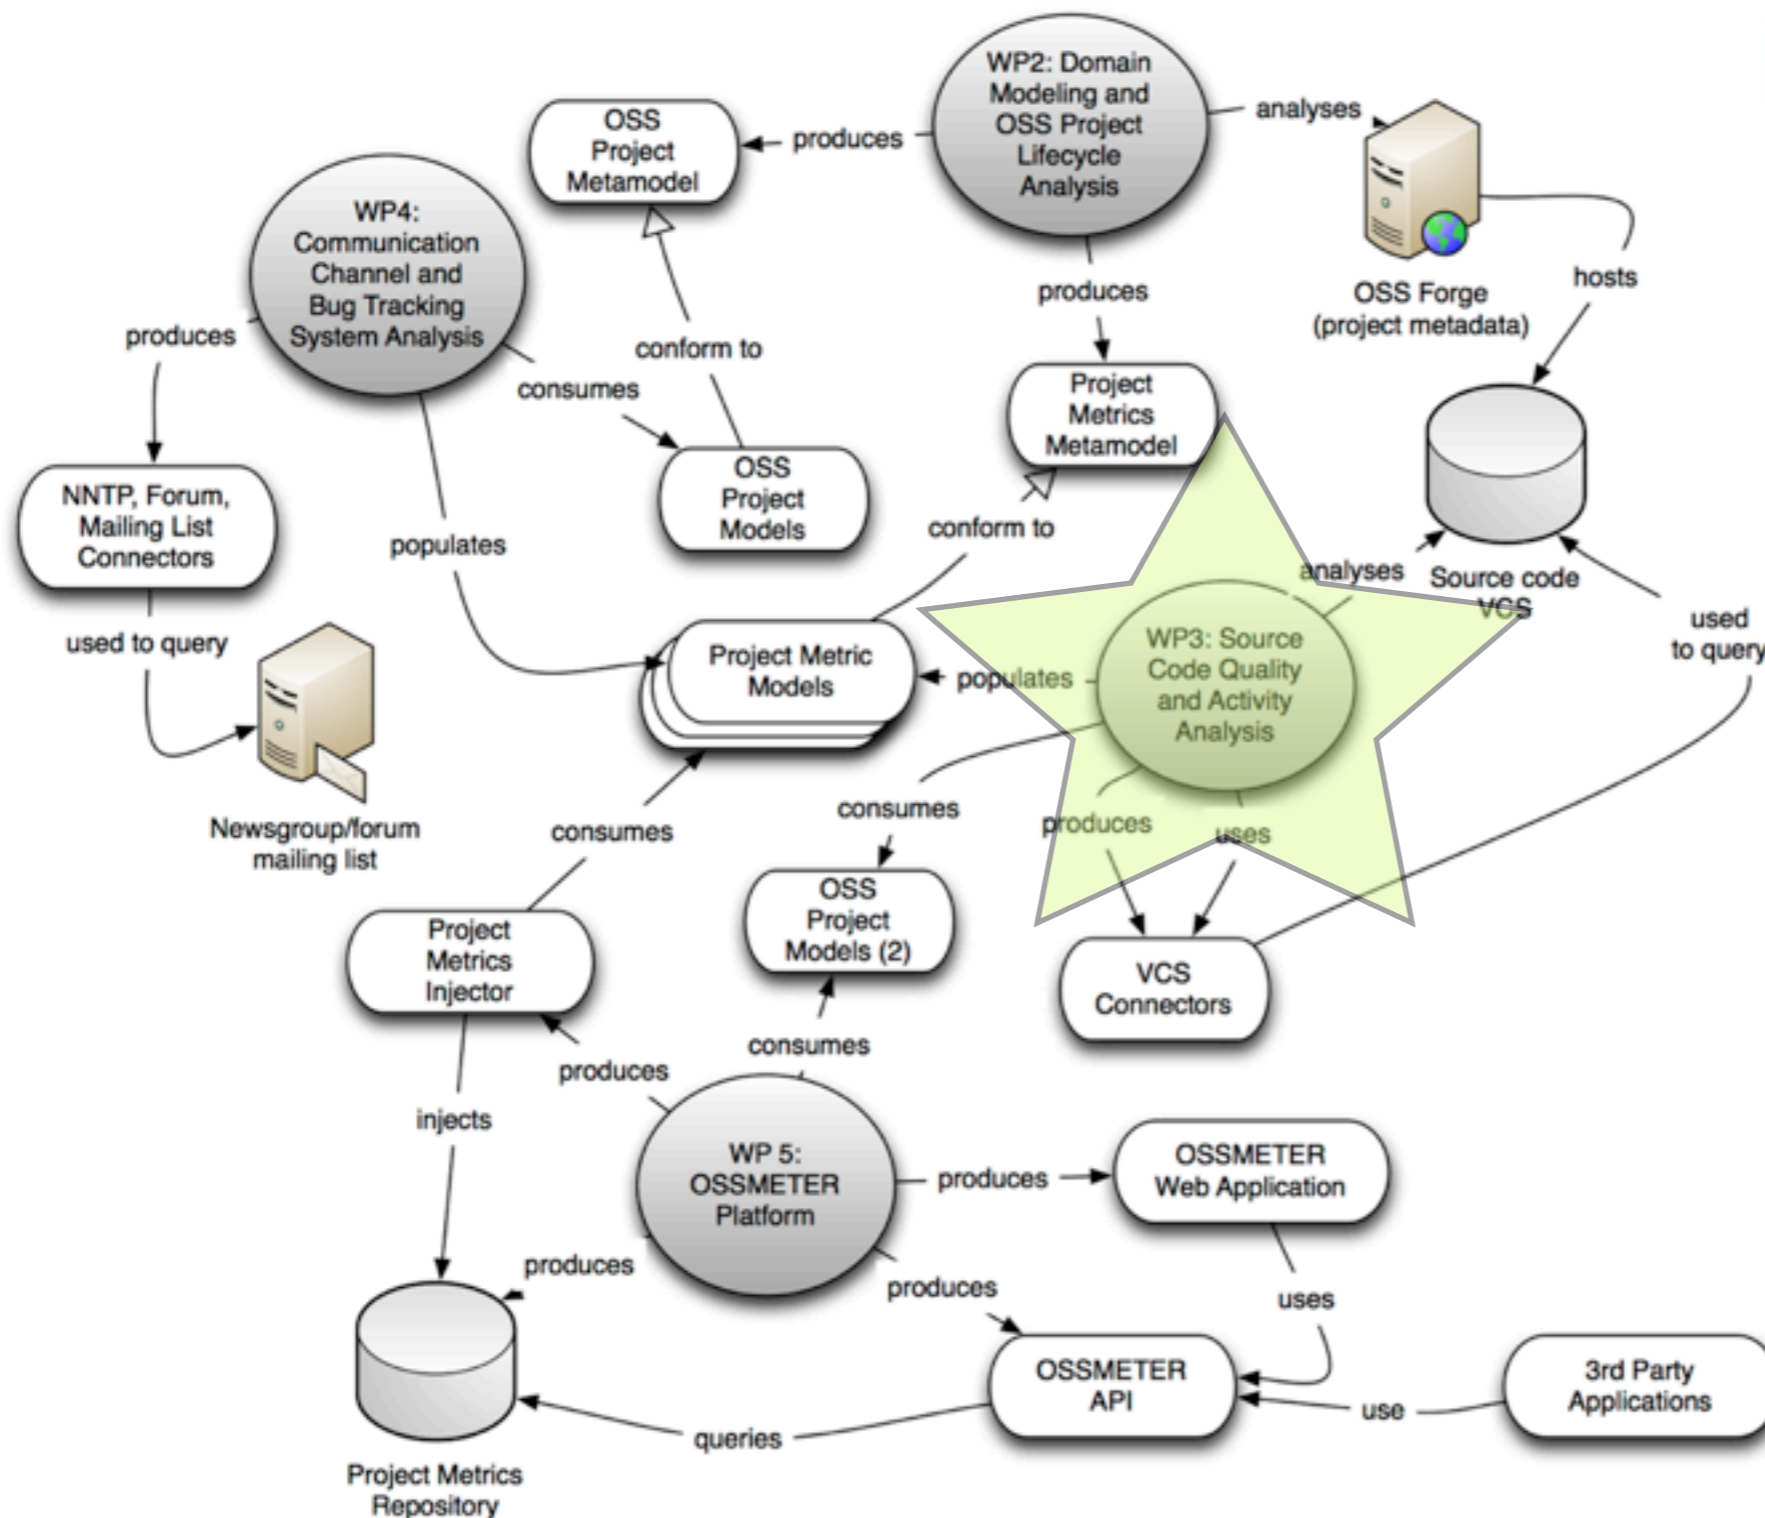 WP2: Domain
Modeling and
OSS Project
Lifecycle
Analysis
analyses
OSS
Project
Metamodel
produces
WP4:
Communication
Channel and
Bug Tracking
System Analysis
produces
OSS Forge
(project metadata)
hosts
produces
conform to
consumes
Project
Metrics
Metamodel
OSS
Project
Models
NNTP, Forum,
Mailing List
Connectors
conform to
populates
analyses
Source code
VCS
used
to query
used to query
Project Metric
Models
populates
WP3: Source
Code Quality
and Activity
Analysis
Newsgroup/forum
mailing list
consumes
consumes
produces
uses
OSS
Project
Models (2)
Project
Metrics
Injector
VCS
Connectors
consumes
produces
injects
WP 5:
OSSMETER
Platform
produces
OSSMETER
Web Application
produces
produces
uses
OSSMETER
API
use
3rd Party
Applications
queries
Project Metrics
Repository